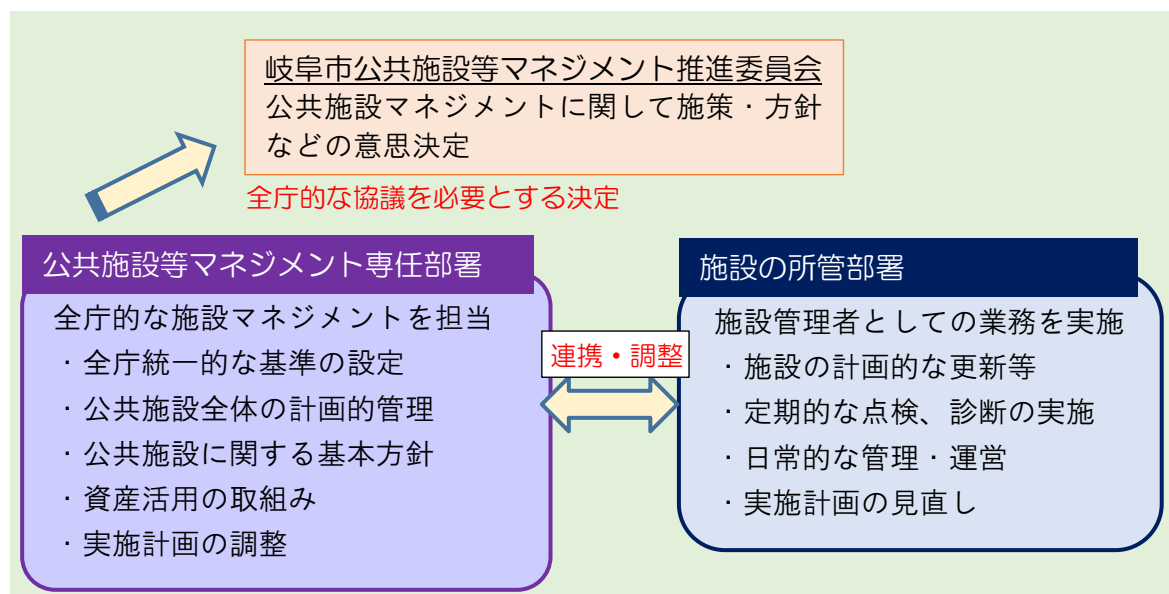 岐阜市公共施設等マネジメント推進委員会
公共施設マネジメントに関して施策・方針
などの意思決定
全庁的な協議を必要とする決定
公共施設等マネジメント専任部署
全庁的な施設マネジメントを担当
・全庁統一的な基準の設定
・公共施設全体の計画的管理
・公共施設に関する基本方針
・資産活用の取組み
・実施計画の調整
連携・調整
施設の所管部署
施設管理者としての業務を実施
・施設の計画的な更新等
・定期的な点検、診断の実施
・日常的な管理・運営
・実施計画の見直し